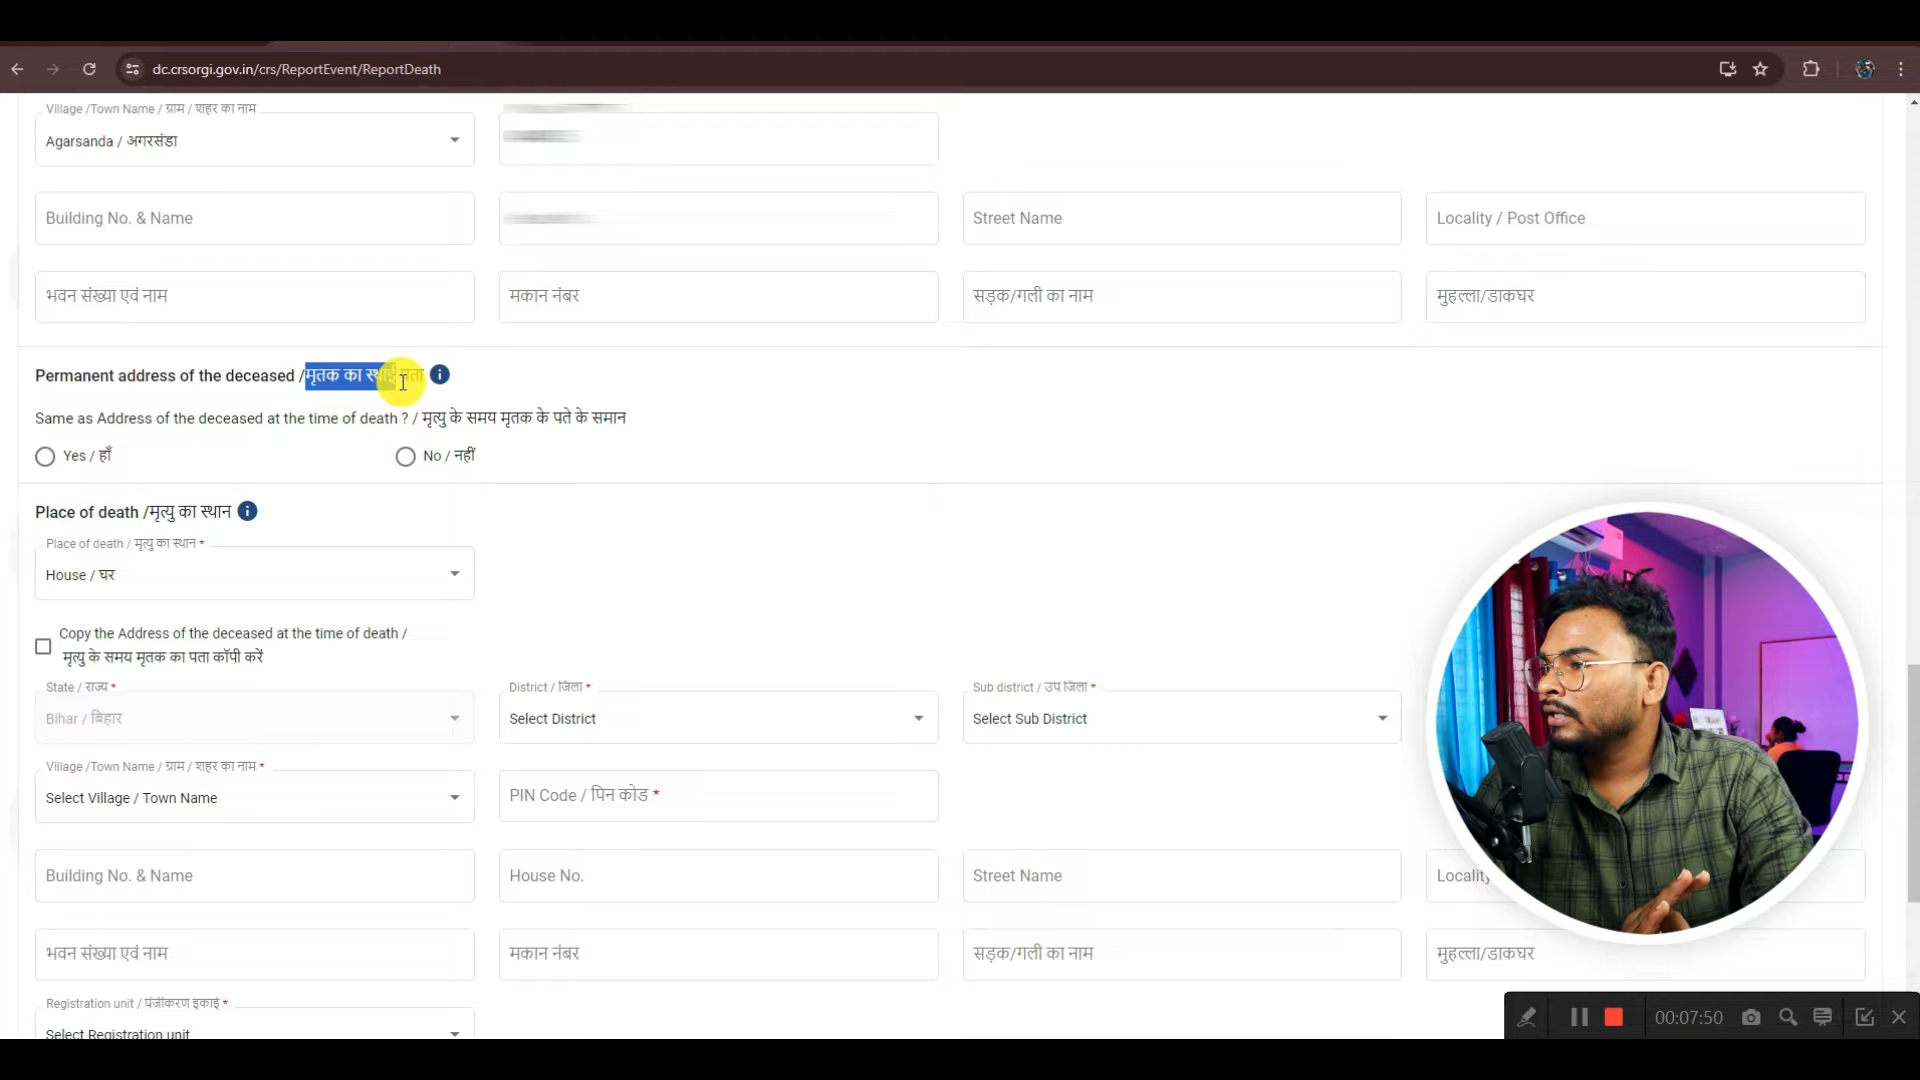 dc.crsorgi.gov.in/crs/ReportEvent/ReportDeath
Village /Town Name / ग्राम / शहर का नाम
Agarsanda / अगरसंडा
Building No. & Name
Street Name
Locality / Post Office
भवन संख्या एवं नाम
मकान नंबर
सड़क/गली का नाम
मुहल्ला/डाकघर
Permanent address of the deceased /मृतक का स्थाई पता
Same as Address of the deceased at the time of death ? / मृत्यु के समय मृतक के पते के समान
Yes / हाँ
No / नहीं
Place of death /मृत्यु का स्थान
Place of death / मृत्यु का स्थान *
House / घर
Copy the Address of the deceased at the time of death /
मृत्यु के समय मृतक का पता कॉपी करें
State / राज्य *
District / जिला *
Sub district / उप जिला *
Bihar / बिहार
Select District
Select Sub District
Village /Town Name / ग्राम / शहर का नाम *
Select Village / Town Name
PIN Code / पिन कोड *
Building No. & Name
House No.
Street Name
भवन संख्या एवं नाम
मकान नंबर
सड़क/गली का नाम
मुहल्ला/डाकघर
Registration unit / पंजीकरण इकाई *
Select Registration unit
00:07:50